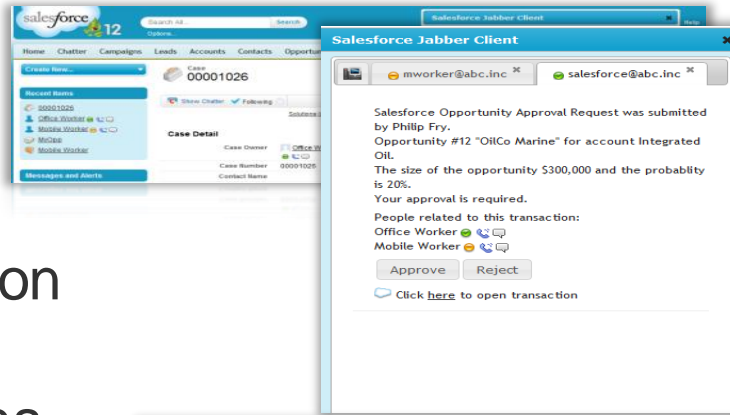 salesforce
12
Search All...
Search
Options...
Salesforce Jabber Client
Help
Home Chatter Campaigns Leads Accounts Contacts Opportun
Create New...
Case
00001026
Recent Items
00001026
Office Worker
Mobile Worker
MyOpp
Mobile Worker
Messages and Alerts
Show Chatter Following
Solutions
Case Detail
Case Owner Office W
Case Number 00001026
Contact Name
Salesforce Jabber Client
mworker@abc.inc
salesforce@abc.inc
Salesforce Opportunity Approval Request was submitted
by Philip Fry.
Opportunity #12 "OilCo Marine" for account Integrated
Oil.
The size of the opportunity $300,000 and the probablity
is 20%.
Your approval is required.
People related to this transaction:
Office Worker
Mobile Worker
Approve Reject
Click here to open transaction
on